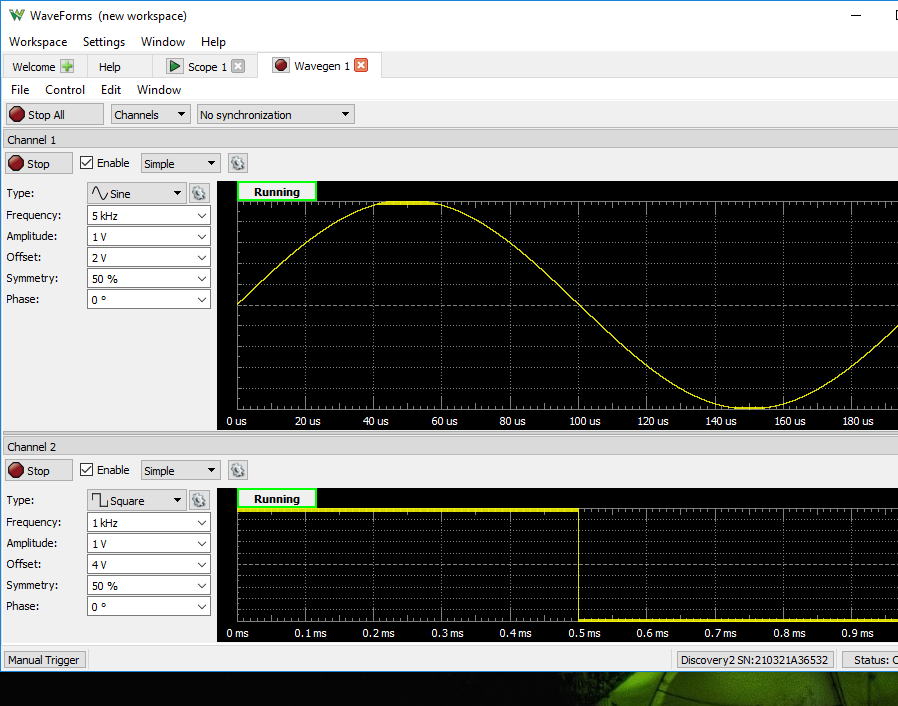 WaveForms (new workspace)
Workspace Settings Window Help
Welcome Help Scope 1 Wavegen 1
File Control Edit Window
Stop All Channels No synchronization
Channel 1
Stop Enable Simple
Type: Sine Running
Frequency: 5 kHz
Amplitude: 1 V
Offset: 2 V
Symmetry: 50 %
Phase: 0 °
0 us 20 us 40 us 60 us 80 us 100 us 120 us 140 us 160 us 180 us
Channel 2
Stop Enable Simple
Type: Square Running
Frequency: 1 kHz
Amplitude: 1 V
Offset: 4 V
Symmetry: 50 %
Phase: 0 °
0 ms 0.1 ms 0.2 ms 0.3 ms 0.4 ms 0.5 ms 0.6 ms 0.7 ms 0.8 ms 0.9 ms
Manual Trigger Discovery2 SN:210321A36532 Status: